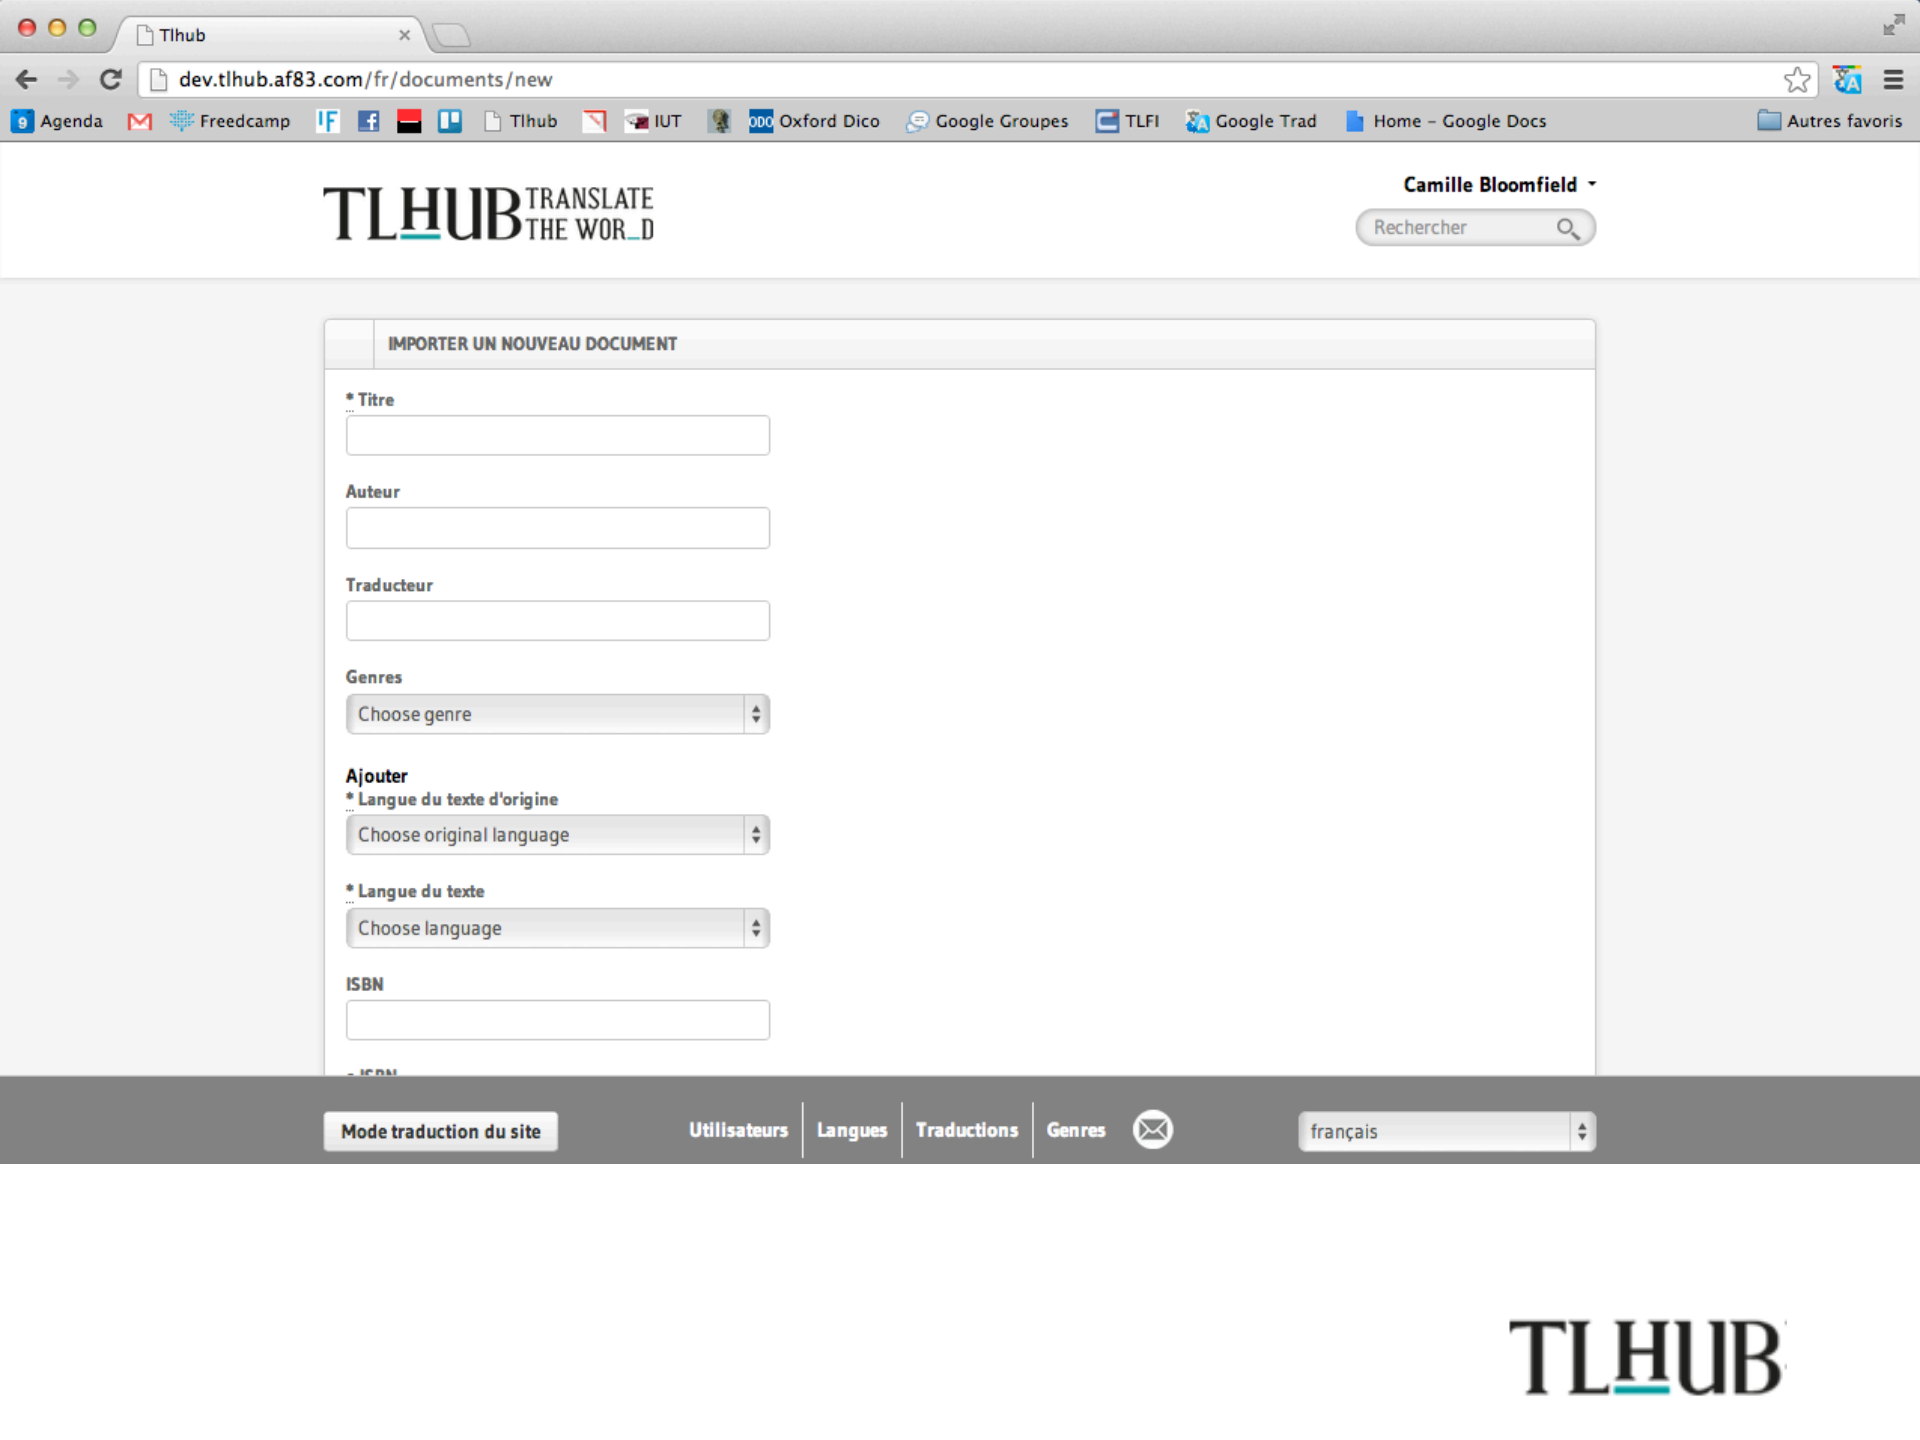 Tlhub
dev.tlhub.af83.com/fr/documents/new
9 Agenda Freedcamp Tlhub IUT ODO Oxford Dico Google Groupes TLFI Google Trad Home – Google Docs Autres favoris
TLHUB TRANSLATE
THE WOR_D
Camille Bloomfield
Rechercher
IMPORTER UN NOUVEAU DOCUMENT
* Titre
Auteur
Traducteur
Genres
Choose genre
Ajouter
* Langue du texte d'origine
Choose original language
* Langue du texte
Choose language
ISBN
Mode traduction du site
Utilisateurs Langues Traductions Genres
français
TLHUB